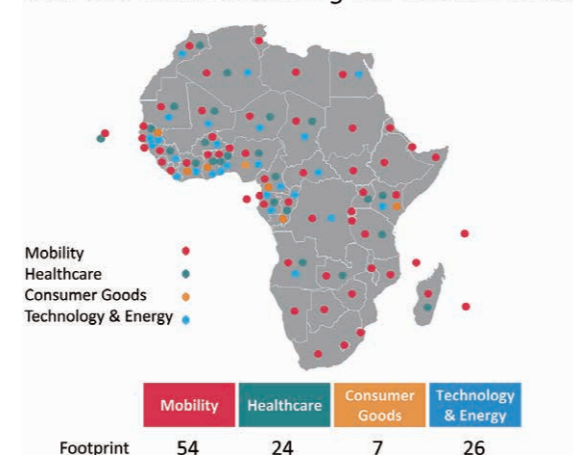 Mobility
Healthcare
Consumer Goods
Technology & Energy
Mobility Healthcare Consumer Goods Technology & Energy
Footprint 54 24 7 26